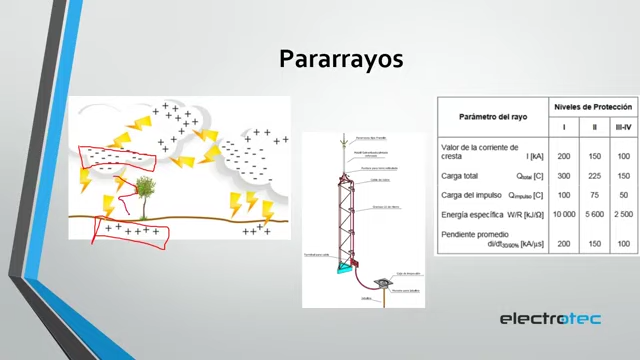 Pararrayos
Parámetro del rayo
Niveles de Protección
I II III-IV
Valor de la corriente de
cresta I [kA] 200 150 100
Carga total Qtotal [C] 300 225 150
Carga del impulso Qimpulso [C] 100 75 50
Energía específica W/R [kJ/Ω] 10 000 5 600 2 500
Pendiente promedio
di/dt30/90% [kA/µs] 200 150 100
electrotec